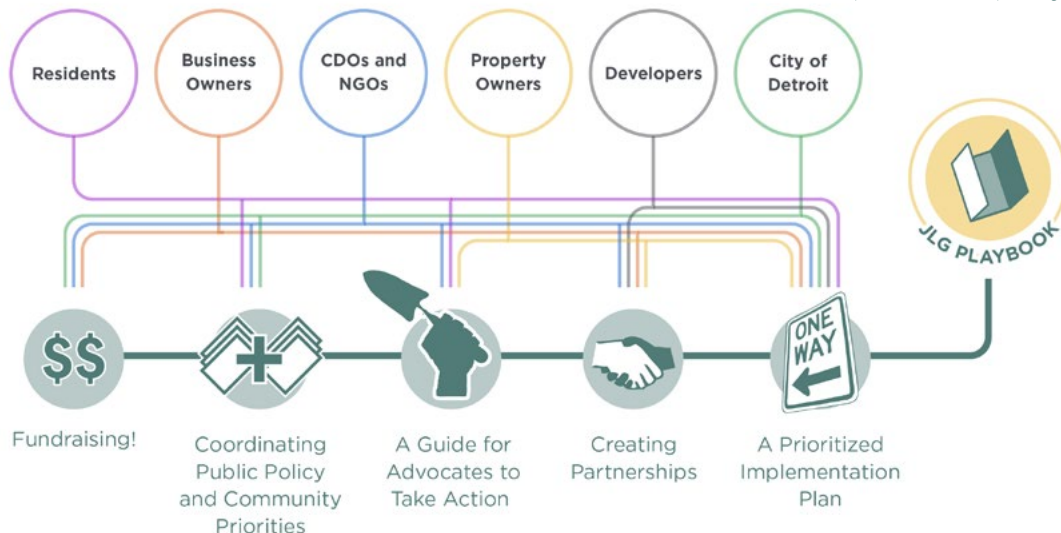 Residents
Business
Owners
CDOs and
NGOs
Property
Owners
Developers
City of
Detroit
JLG PLAYBOOK
$$
ONE
WAY
Fundraising!
Coordinating
Public Policy
and Community
Priorities
A Guide for
Advocates to
Take Action
Creating
Partnerships
A Prioritized
Implementation
Plan